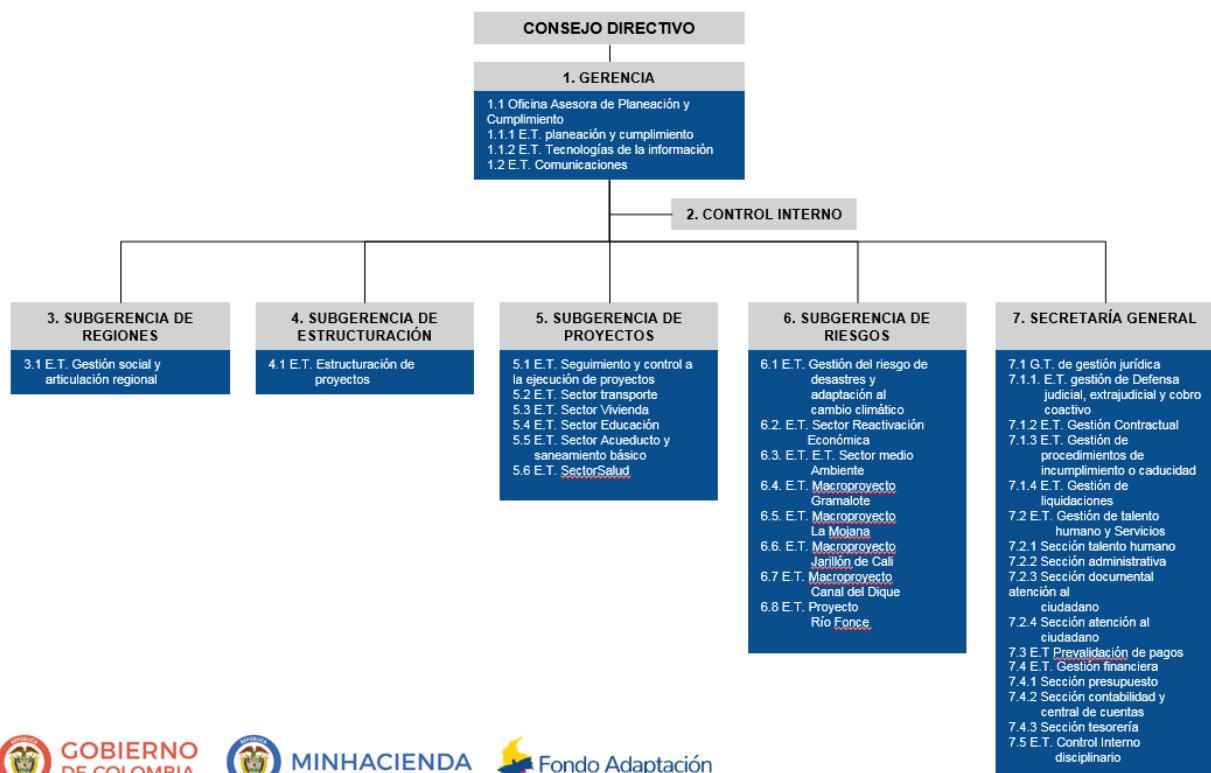 CONSEJO DIRECTIVO
1. GERENCIA
1.1 Oficina Asesora de Planeación y
Cumplimiento
1.1.1 E.T. planeación y cumplimiento
1.1.2 E.T. Tecnologías de la información
1.2 E.T. Comunicaciones
2. CONTROL INTERNO
3. SUBGERENCIA DE
REGIONES
3.1 E.T. Gestión social y
articulación regional
4. SUBGERENCIA DE
ESTRUCTURACIÓN
4.1 E.T. Estructuración de
proyectos
5. SUBGERENCIA DE
PROYECTOS
5.1 E.T. Seguimiento y control a
la ejecución de proyectos
5.2 E.T. Sector transporte
5.3 E.T. Sector Vivienda
5.4 E.T. Sector Educación
5.5 E.T. Sector Acueducto y
saneamiento básico
5.6 E.T. SectorSalud
6. SUBGERENCIA DE
RIESGOS
6.1 E.T. Gestión del riesgo de
desastres y
adaptación al
cambio climático
6.2. E.T. Sector Reactivación
Económica
6.3. E.T. E.T. Sector medio
Ambiente
6.4. E.T. Macroproyecto
Gramalote
6.5. E.T. Macroproyecto
La Mojana
6.6. E.T. Macroproyecto
Jarillón de Cali
6.7 E.T. Macroproyecto
Canal del Dique
6.8 E.T. Proyecto
Río Fonce
7. SECRETARÍA GENERAL
7.1 G.T. de gestión jurídica
7.1.1. E.T. gestión de Defensa
judicial, extrajudicial y cobro
coactivo
7.1.2 E.T. Gestión Contractual
7.1.3 E.T. Gestión de
procedimientos de
incumplimiento o caducidad
7.1.4 E.T. Gestión de
liquidaciones
7.2 E.T. Gestión de talento
humano y Servicios
7.2.1 Sección talento humano
7.2.2 Sección administrativa
7.2.3 Sección documental
atención al
ciudadano
7.2.4 Sección atención al
ciudadano
7.3 E.T Prevalidación de pagos
7.4 E.T. Gestión financiera
7.4.1 Sección presupuesto
7.4.2 Sección contabilidad y
central de cuentas
7.4.3 Sección tesorería
7.5 E.T. Control Interno
disciplinario
GOBIERNO
DE COLOMBIA
MINHACIENDA
Fondo Adaptación